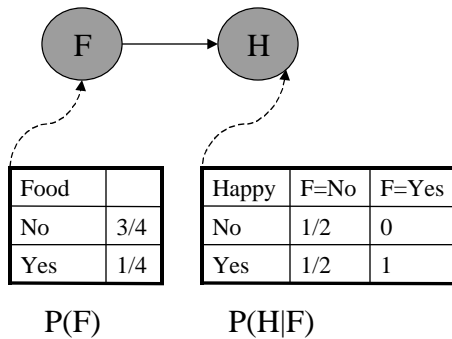 F H
Food
No 3/4
Yes 1/4
Happy F=No F=Yes
No 1/2 0
Yes 1/2 1
P(F) P(H|F)